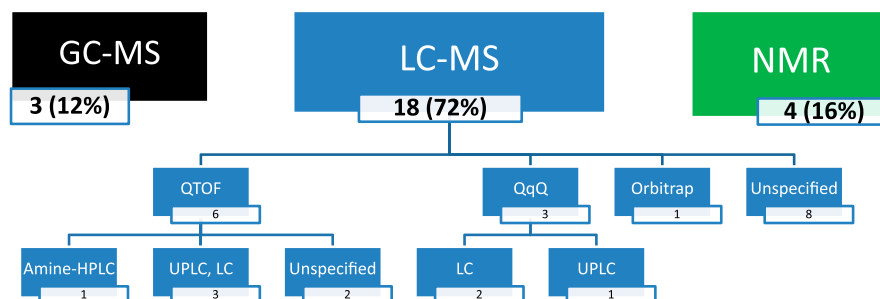 GC-MS
3 (12%)
LC-MS
18 (72%)
NMR
4 (16%)
QTOF
6
QqQ
3
Orbitrap
1
Unspecified
8
Amine-HPLC
1
UPLC, LC
3
Unspecified
2
LC
2
UPLC
1